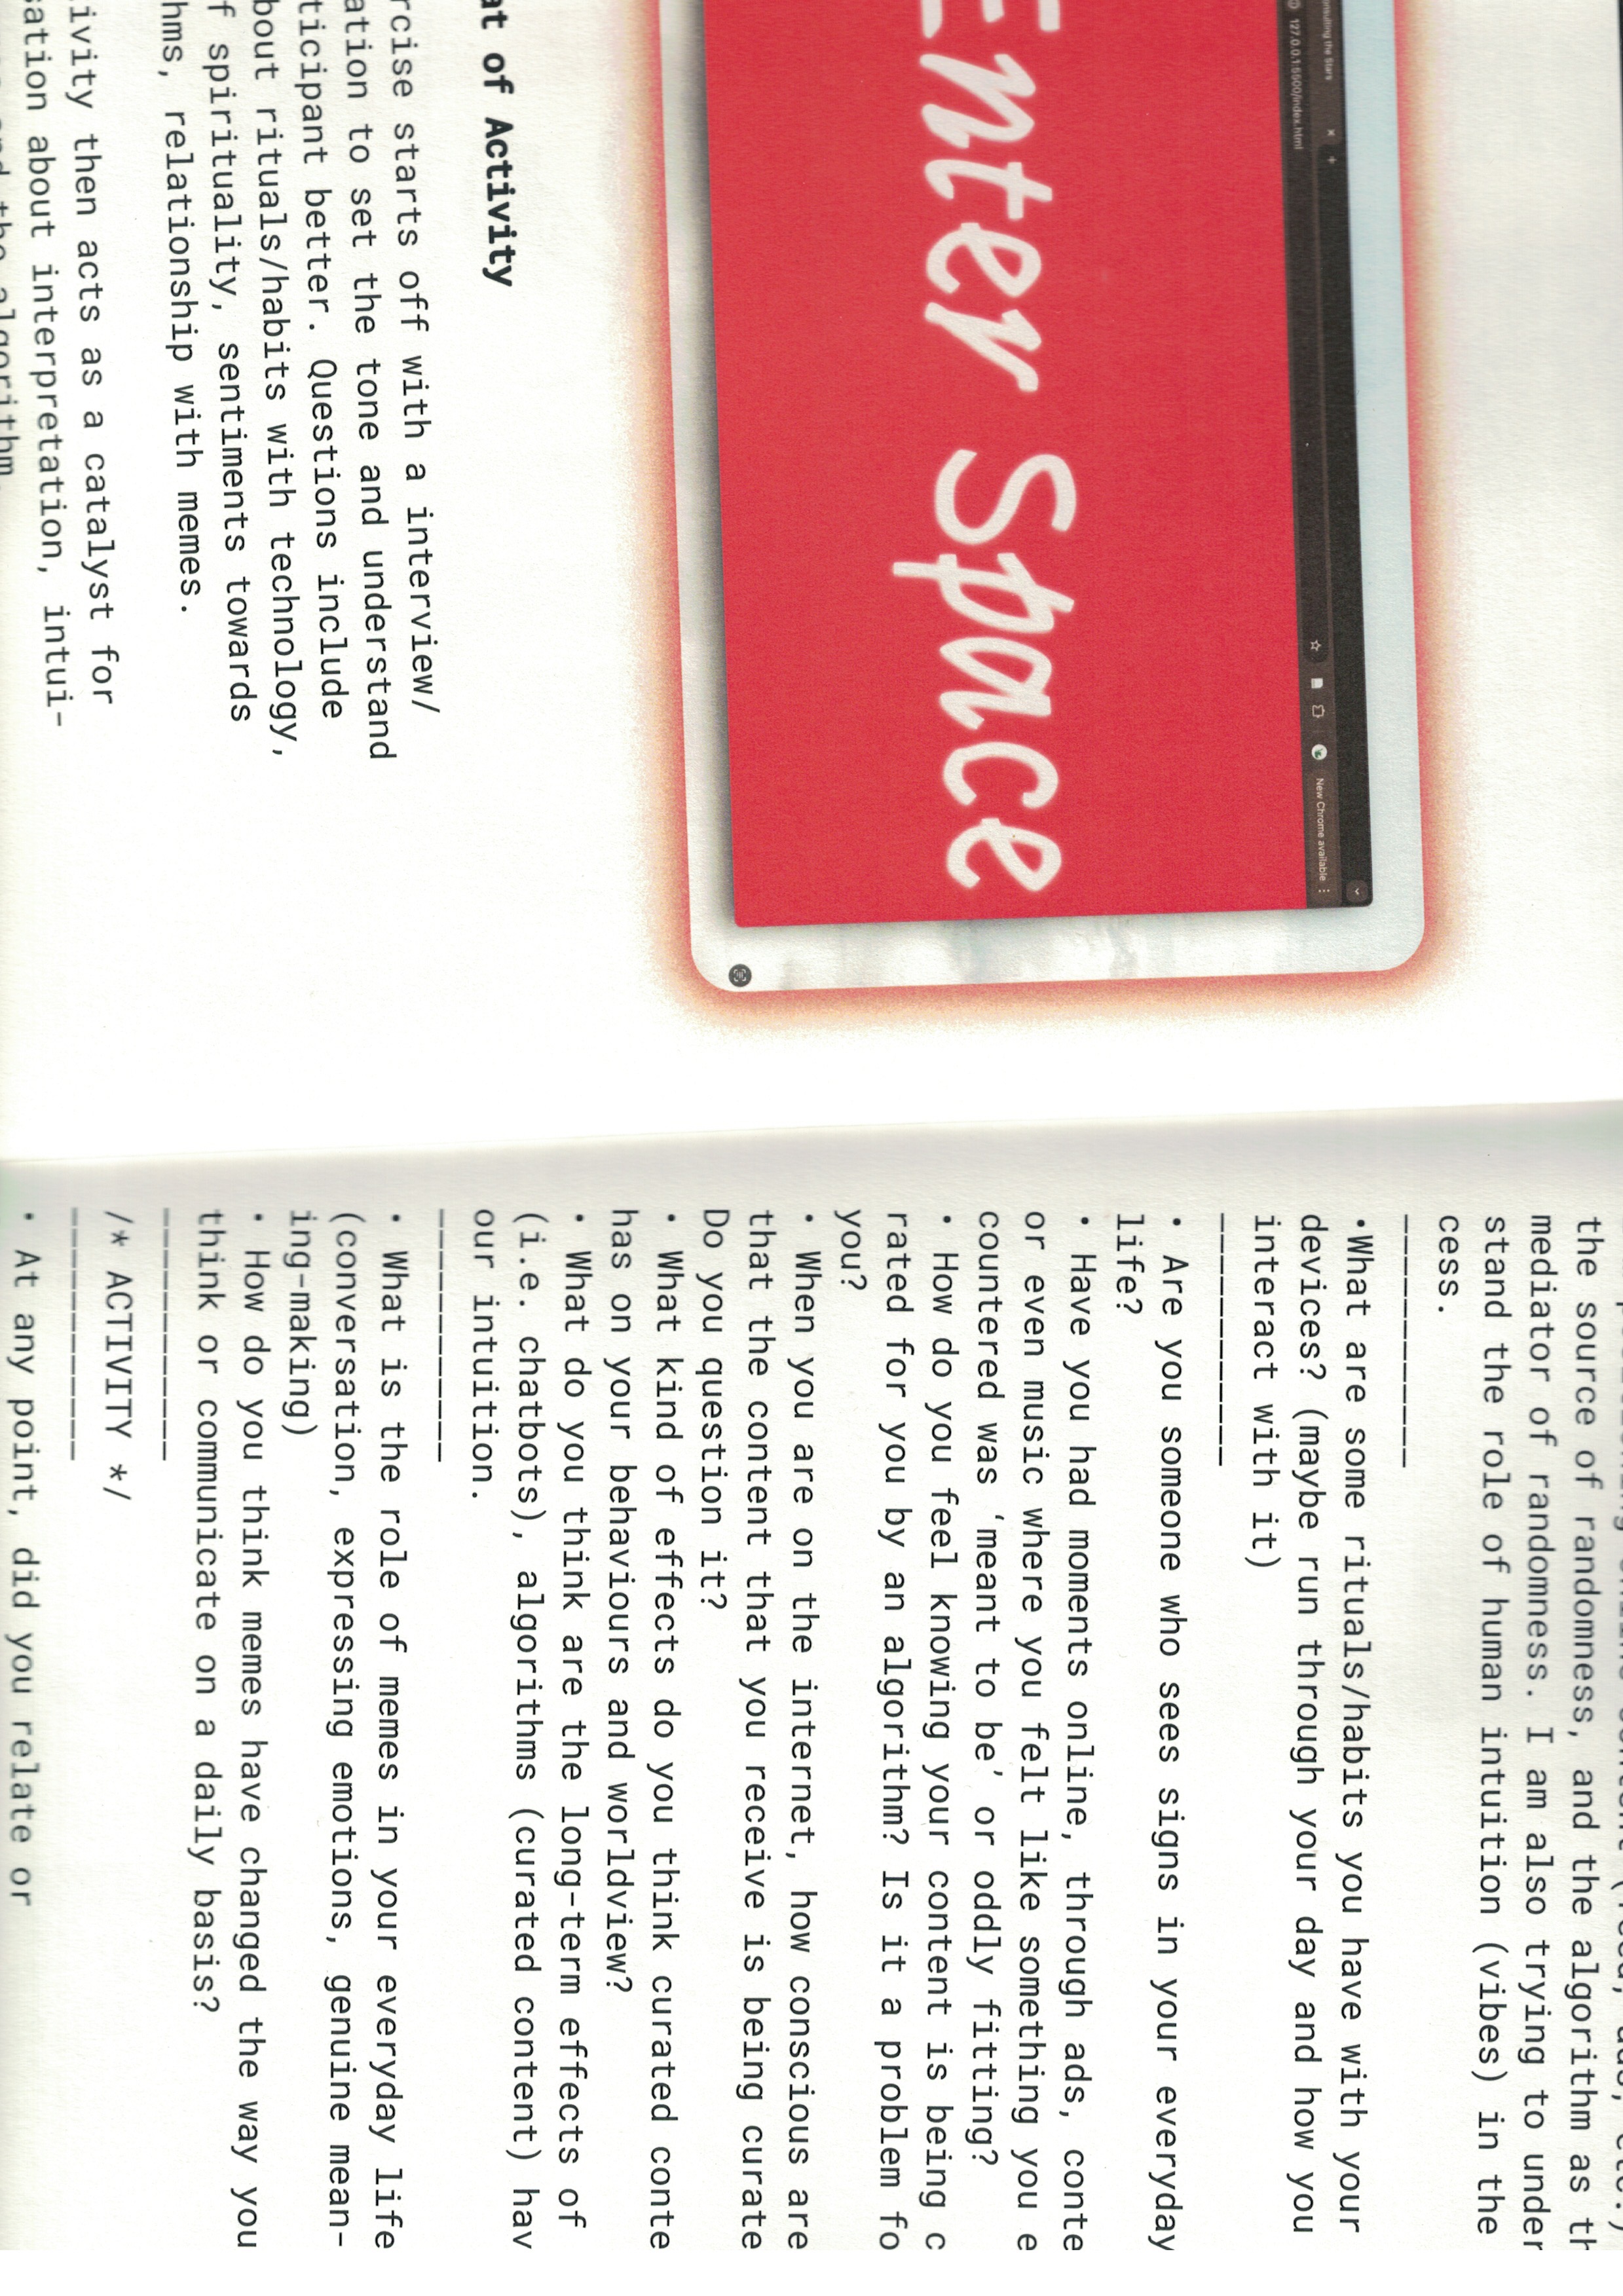 onsulting the Stars
127.0.0.1:5500/index.html
New Chrome available
Enter Space
at of Activity
rcise starts off with a interview/
ation to set the tone and understand
ticipant better. Questions include
bout rituals/habits with technology,
f spirituality, sentiments towards
hms, relationship with memes.
ivity then acts as a catalyst for
sation about interpretation, intui-
and the algorithm
the source of randomness, and the algorithm as th
mediator of randomness. I am also trying to under
stand the role of human intuition (vibes) in the
cess.
————————————
•What are some rituals/habits you have with your
devices? (maybe run through your day and how you
interact with it)
————————————
• Are you someone who sees signs in your everyday
life?
• Have you had moments online, through ads, conte
or even music where you felt like something you e
countered was ‘meant to be’ or oddly fitting?
• How do you feel knowing your content is being c
rated for you by an algorithm? Is it a problem fo
you?
• When you are on the internet, how conscious are
that the content that you receive is being curate
Do you question it?
• What kind of effects do you think curated conte
has on your behaviours and worldview?
• What do you think are the long-term effects of
(i.e. chatbots), algorithms (curated content) hav
our intuition.
————————————
• What is the role of memes in your everyday life
(conversation, expressing emotions, genuine mean-
ing-making)
• How do you think memes have changed the way you
think or communicate on a daily basis?
————————————
/* ACTIVITY */
————————————
• At any point, did you relate or